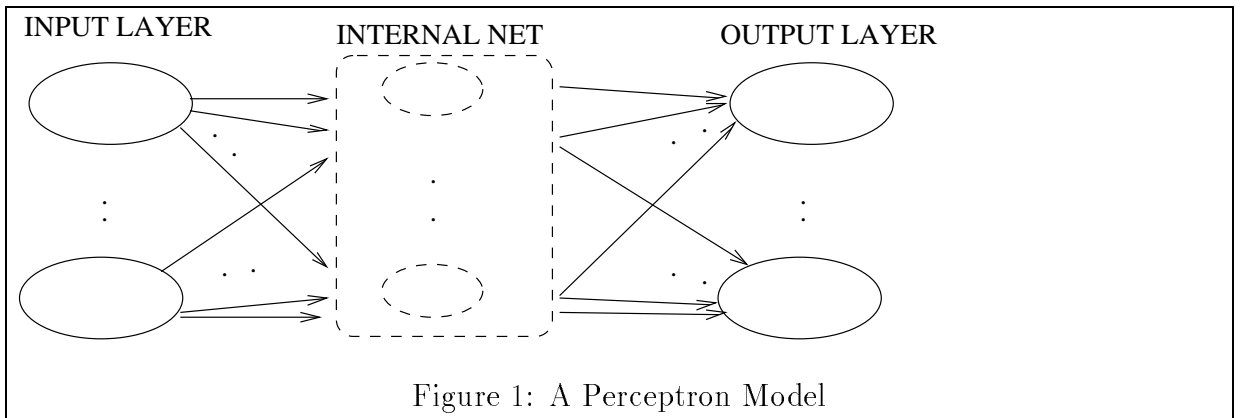 INPUT LAYER
INTERNAL NET
OUTPUT LAYER
Figure 1: A Perceptron Model